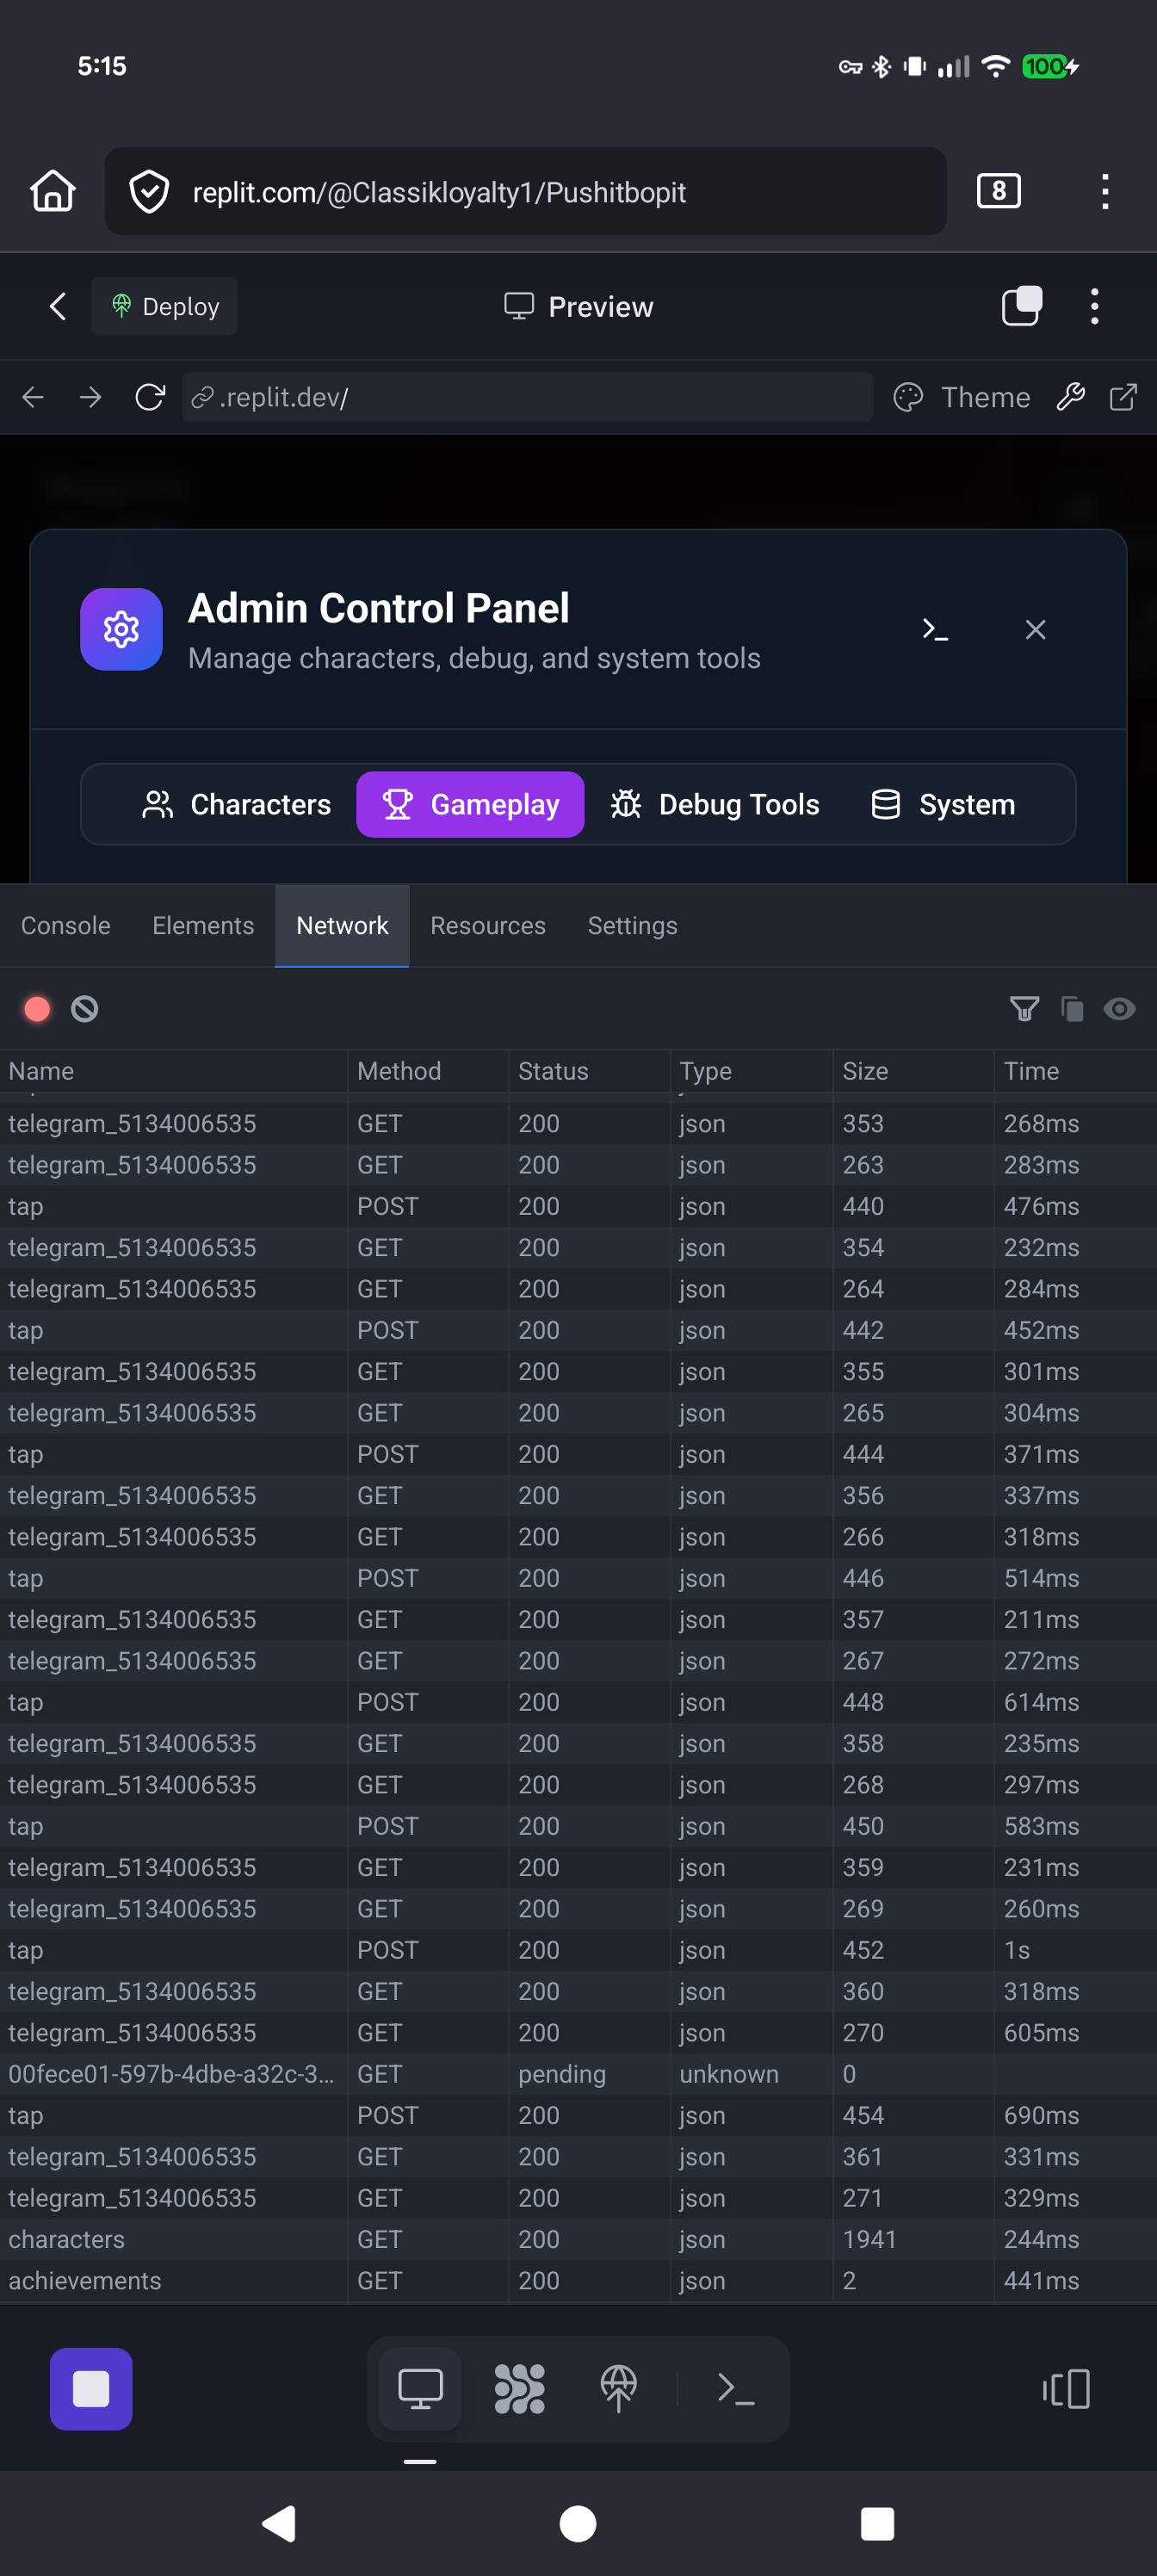 5:15
100
replit.com/@Classikloyalty1/Pushitbopit
8
Deploy
Preview
.replit.dev/
Theme
Admin Control Panel
Manage characters, debug, and system tools
Characters
Gameplay
Debug Tools
System
Console Elements Network Resources Settings
Name Method Status Type Size Time
telegram_5134006535 GET 200 json 353 268ms
telegram_5134006535 GET 200 json 263 283ms
tap POST 200 json 440 476ms
telegram_5134006535 GET 200 json 354 232ms
telegram_5134006535 GET 200 json 264 284ms
tap POST 200 json 442 452ms
telegram_5134006535 GET 200 json 355 301ms
telegram_5134006535 GET 200 json 265 304ms
tap POST 200 json 444 371ms
telegram_5134006535 GET 200 json 356 337ms
telegram_5134006535 GET 200 json 266 318ms
tap POST 200 json 446 514ms
telegram_5134006535 GET 200 json 357 211ms
telegram_5134006535 GET 200 json 267 272ms
tap POST 200 json 448 614ms
telegram_5134006535 GET 200 json 358 235ms
telegram_5134006535 GET 200 json 268 297ms
tap POST 200 json 450 583ms
telegram_5134006535 GET 200 json 359 231ms
telegram_5134006535 GET 200 json 269 260ms
tap POST 200 json 452 1s
telegram_5134006535 GET 200 json 360 318ms
telegram_5134006535 GET 200 json 270 605ms
00fece01-597b-4dbe-a32c-3... GET pending unknown 0
tap POST 200 json 454 690ms
telegram_5134006535 GET 200 json 361 331ms
telegram_5134006535 GET 200 json 271 329ms
characters GET 200 json 1941 244ms
achievements GET 200 json 2 441ms